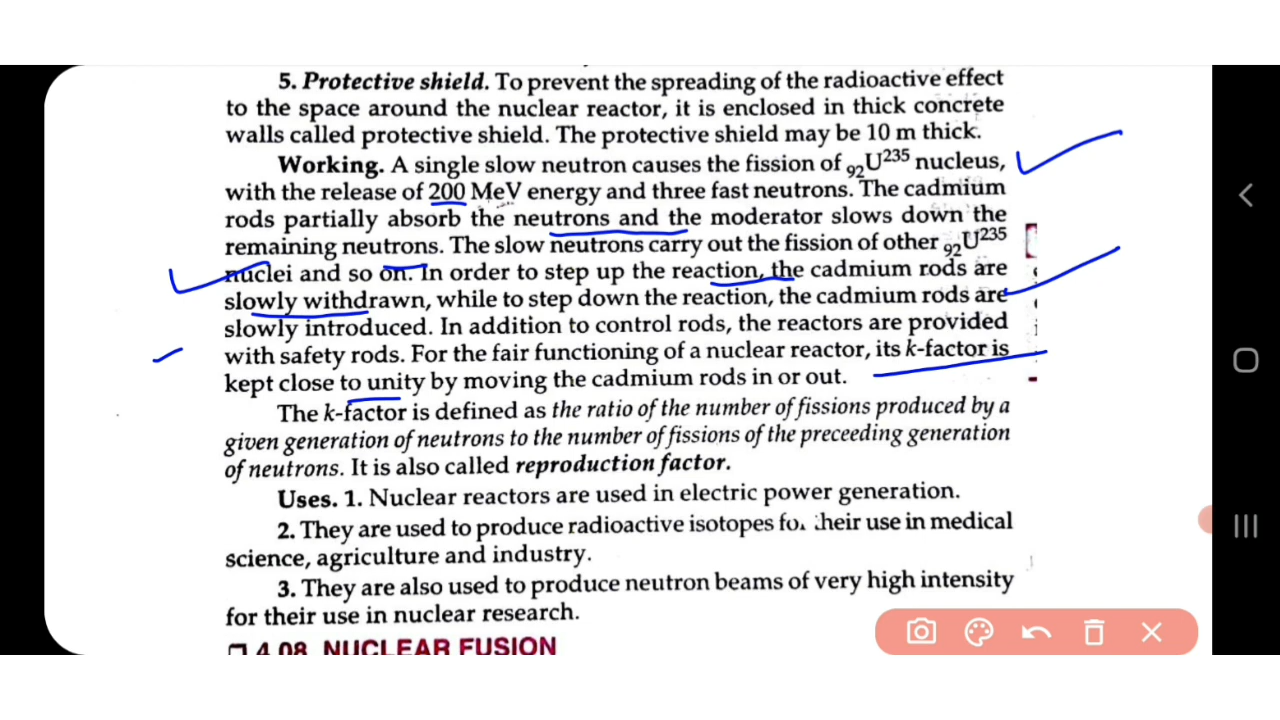 5. Protective shield. To prevent the spreading of the radioactive effect
to the space around the nuclear reactor, it is enclosed in thick concrete
walls called protective shield. The protective shield may be 10 m thick.
Working. A single slow neutron causes the fission of ₉₂U²³⁵ nucleus,
with the release of 200 MeV energy and three fast neutrons. The cadmium
rods partially absorb the neutrons and the moderator slows down the
remaining neutrons. The slow neutrons carry out the fission of other ₉₂U²³⁵
nuclei and so on. In order to step up the reaction, the cadmium rods are
slowly withdrawn, while to step down the reaction, the cadmium rods are
slowly introduced. In addition to control rods, the reactors are provided
with safety rods. For the fair functioning of a nuclear reactor, its k-factor is
kept close to unity by moving the cadmium rods in or out.
The k-factor is defined as the ratio of the number of fissions produced by a
given generation of neutrons to the number of fissions of the preceeding generation
of neutrons. It is also called reproduction factor.
Uses. 1. Nuclear reactors are used in electric power generation.
2. They are used to produce radioactive isotopes for their use in medical
science, agriculture and industry.
3. They are also used to produce neutron beams of very high intensity
for their use in nuclear research.
4.08 NUCLEAR FUSION